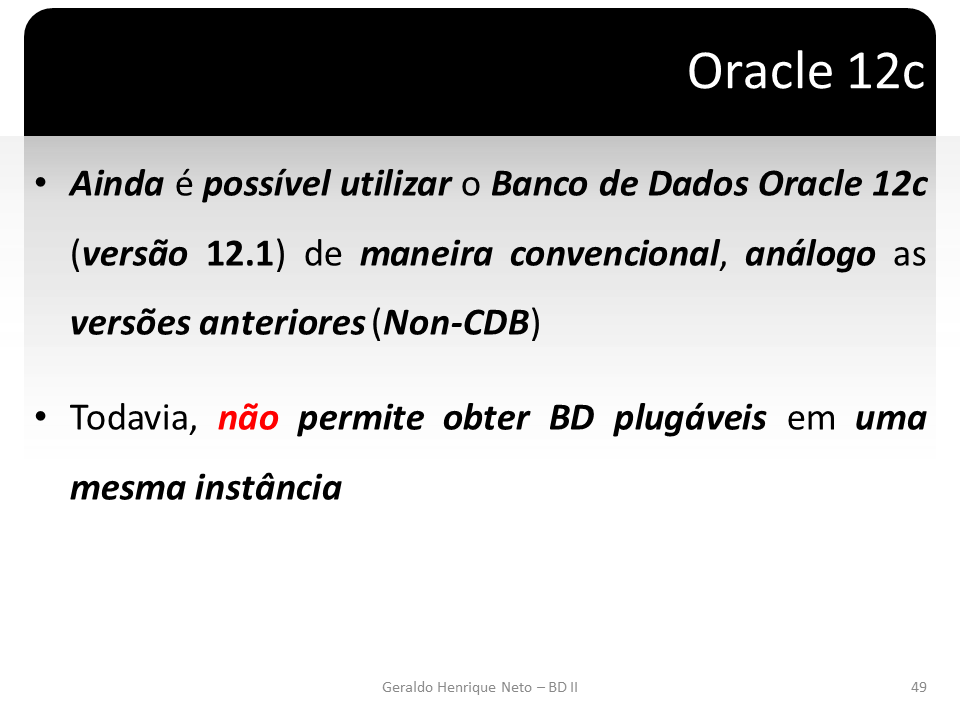 Oracle 12c
• Ainda é possível utilizar o Banco de Dados Oracle 12c
(versão 12.1) de maneira convencional, análogo as
versões anteriores (Non-CDB)
• Todavia, não permite obter BD plugáveis em uma
mesma instância
Geraldo Henrique Neto – BD II
49